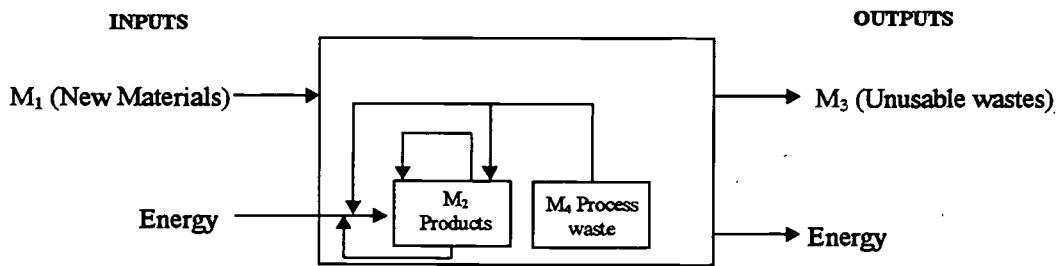 INPUTS
OUTPUTS
M₁ (New Materials)
M₃ (Unusable wastes)
M₂
Products
M₄ Process
waste
Energy
Energy